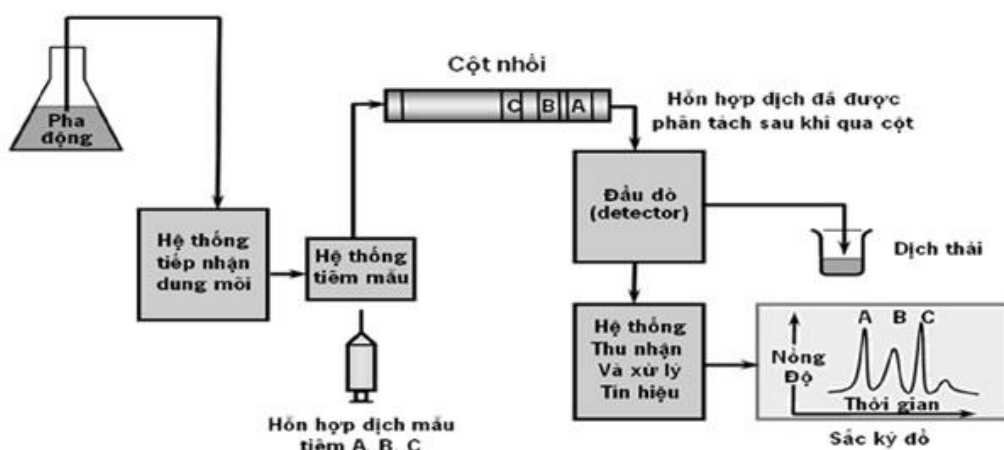 Pha
động
Hệ thống
tiếp nhận
dung môi
Hệ thống
tiêm mẫu
Hỗn hợp dịch mẫu
tiêm A, B, C
Cột nhồi
C B A
Hỗn hợp dịch đã được
phân tách sau khi qua cột
Đầu dò
(detector)
Dịch thải
Hệ thống
Thu nhận
Và xử lý
Tín hiệu
A B C
Nồng
Độ
Thời gian
Sắc ký đồ